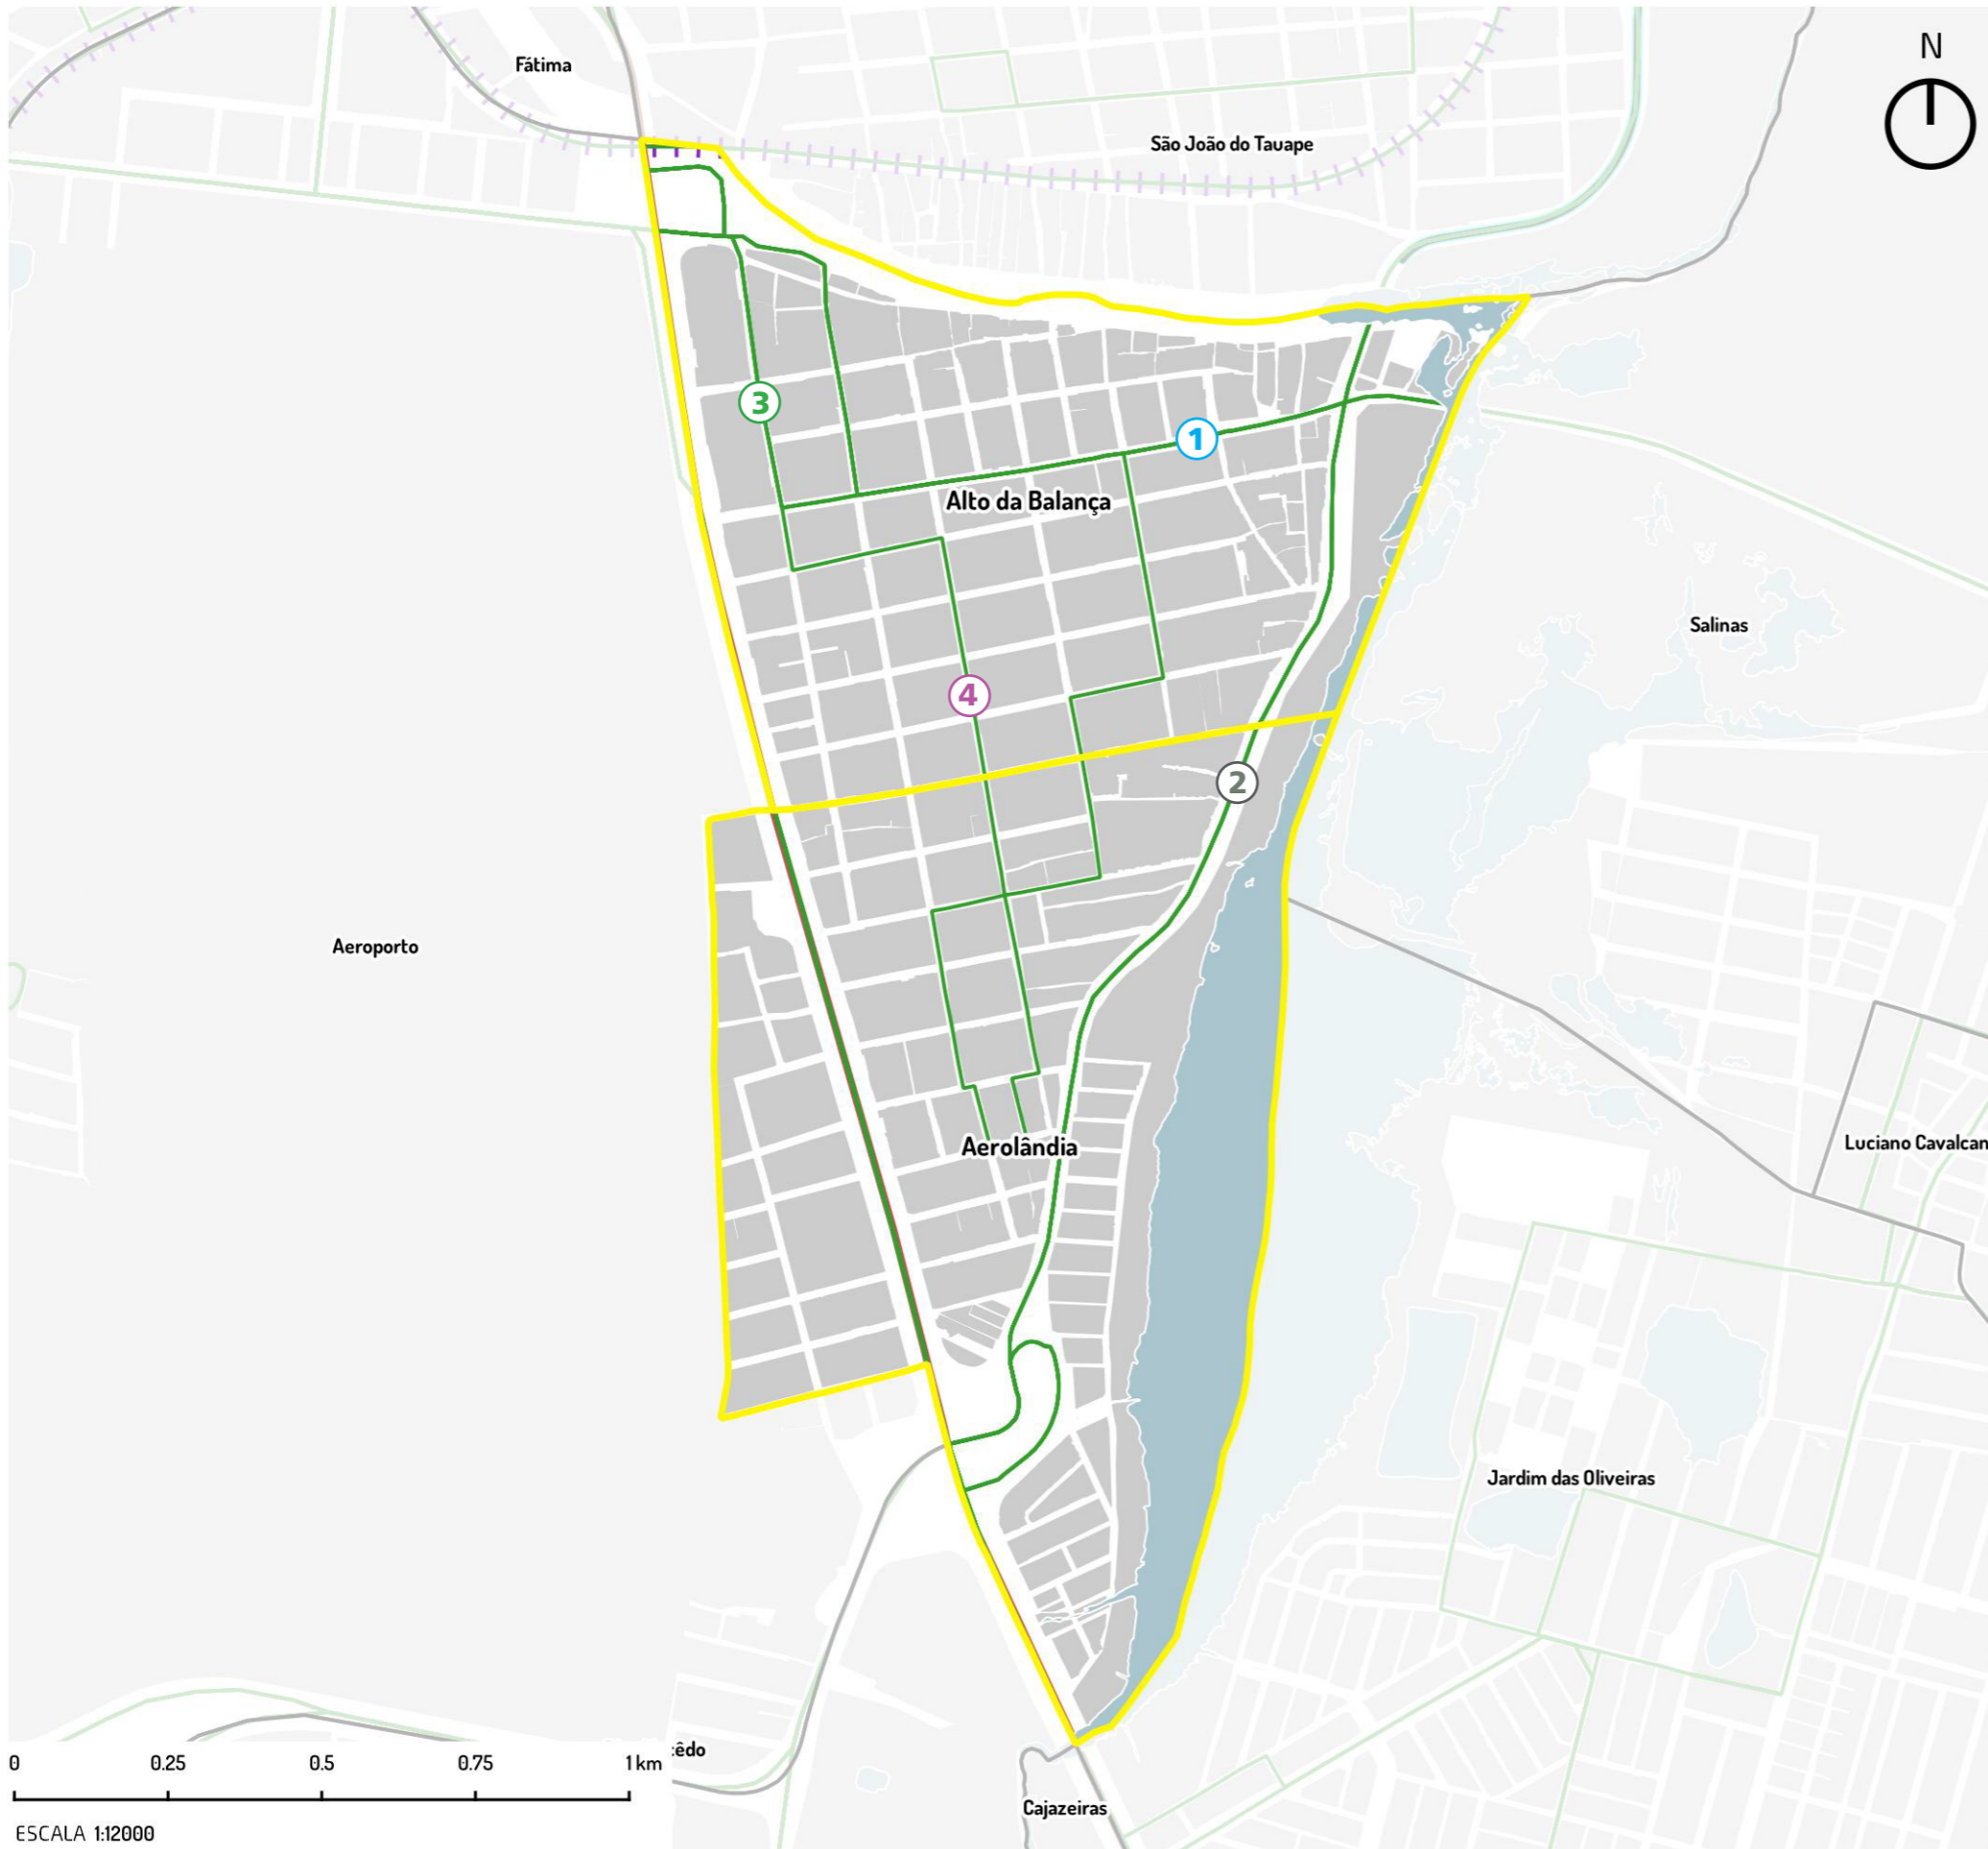 N
Fátima
São João do Tauape
3
1
Alto da Balança
Salinas
4
2
Aeroporto
Luciano Cavalcan
Aerolândia
Jardim das Oliveiras
cêdo
0 0.25 0.5 0.75 1 km
Cajazeiras
ESCALA 1:12000